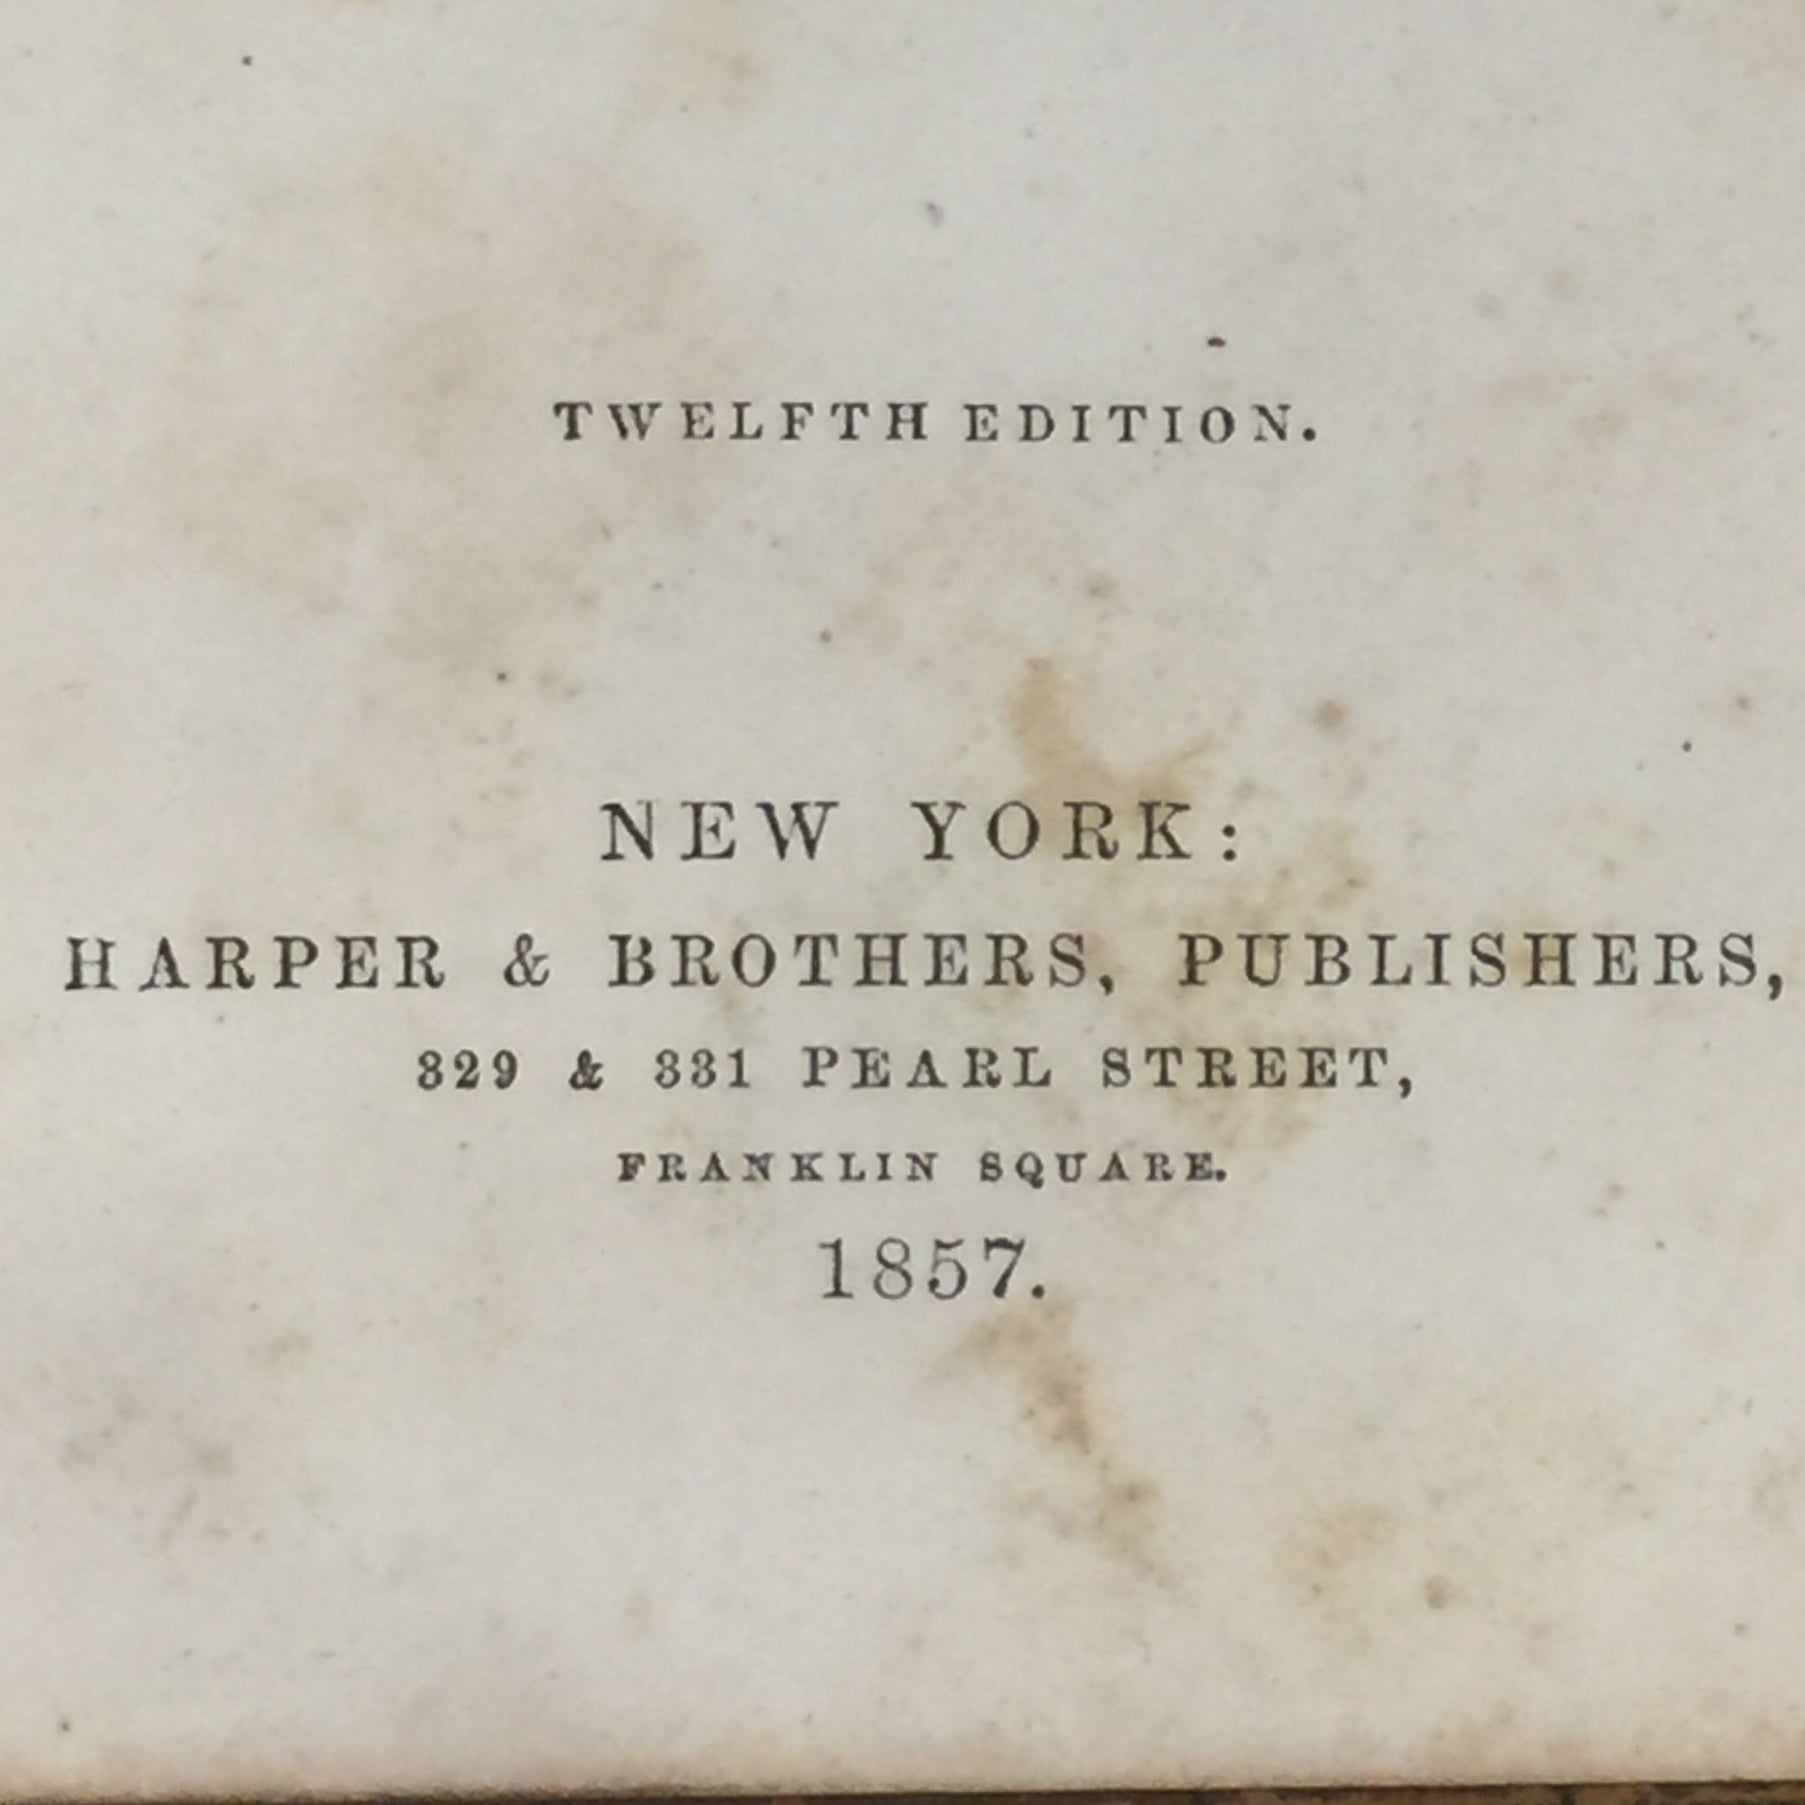 TWELFTH EDITION.
NEW YORK:
HARPER & BROTHERS, PUBLISHERS,
329 & 331 PEARL STREET,
FRANKLIN SQUARE.
1857.